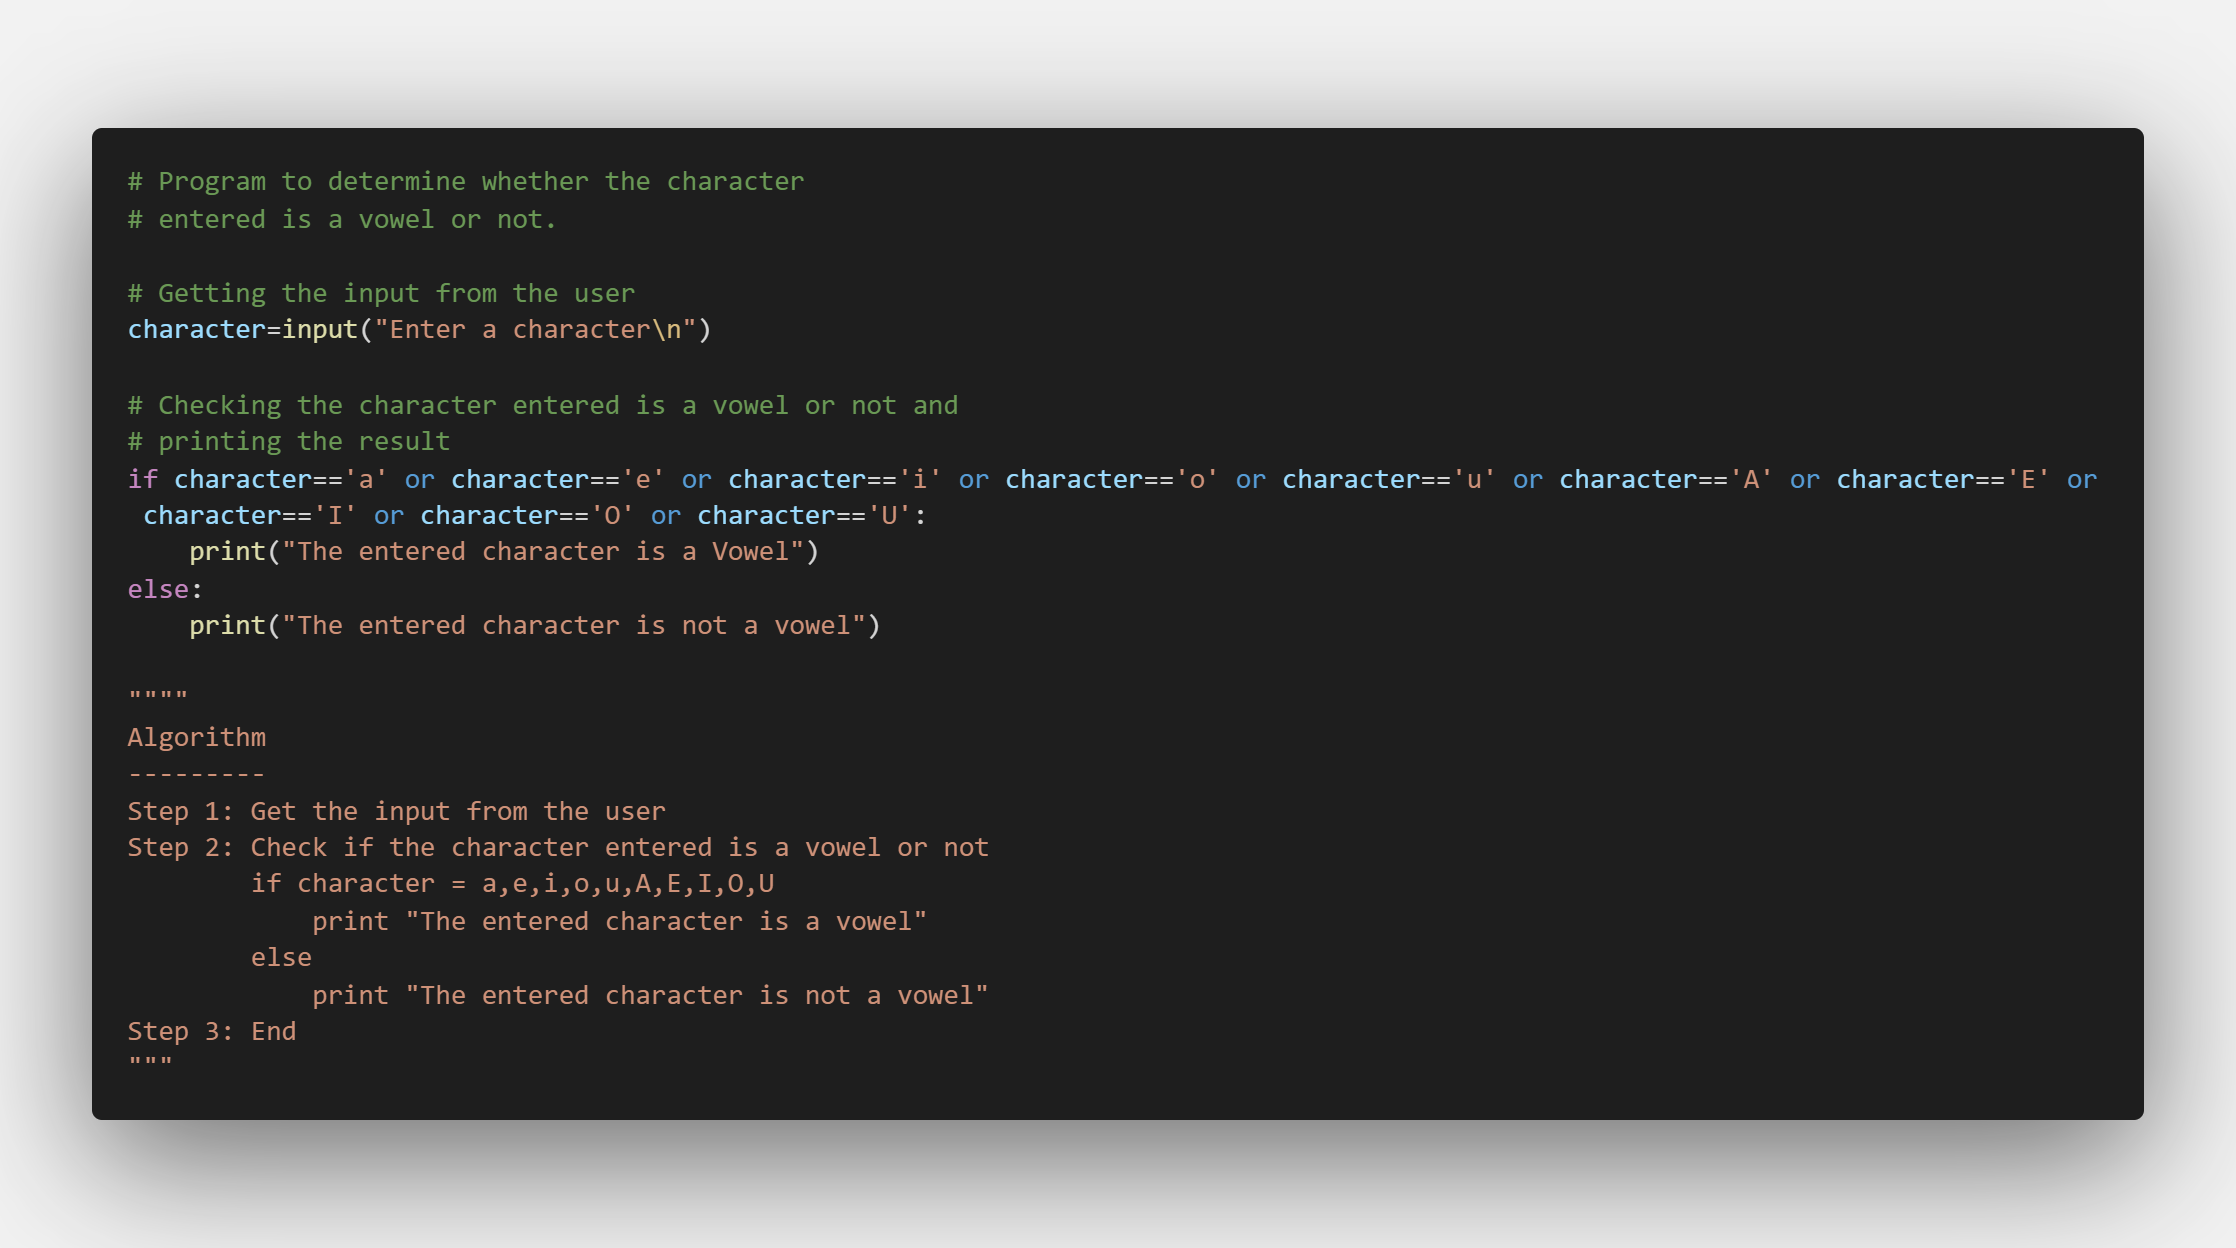 # Program to determine whether the character
# entered is a vowel or not.

# Getting the input from the user
character=input("Enter a character\n")

# Checking the character entered is a vowel or not and
# printing the result
if character=='a' or character=='e' or character=='i' or character=='o' or character=='u' or character=='A' or character=='E' or
 character=='I' or character=='O' or character=='U':
    print("The entered character is a Vowel")
else:
    print("The entered character is not a vowel")

""""
Algorithm
---------
Step 1: Get the input from the user
Step 2: Check if the character entered is a vowel or not
        if character = a,e,i,o,u,A,E,I,O,U
            print "The entered character is a vowel"
        else
            print "The entered character is not a vowel"
Step 3: End
"""